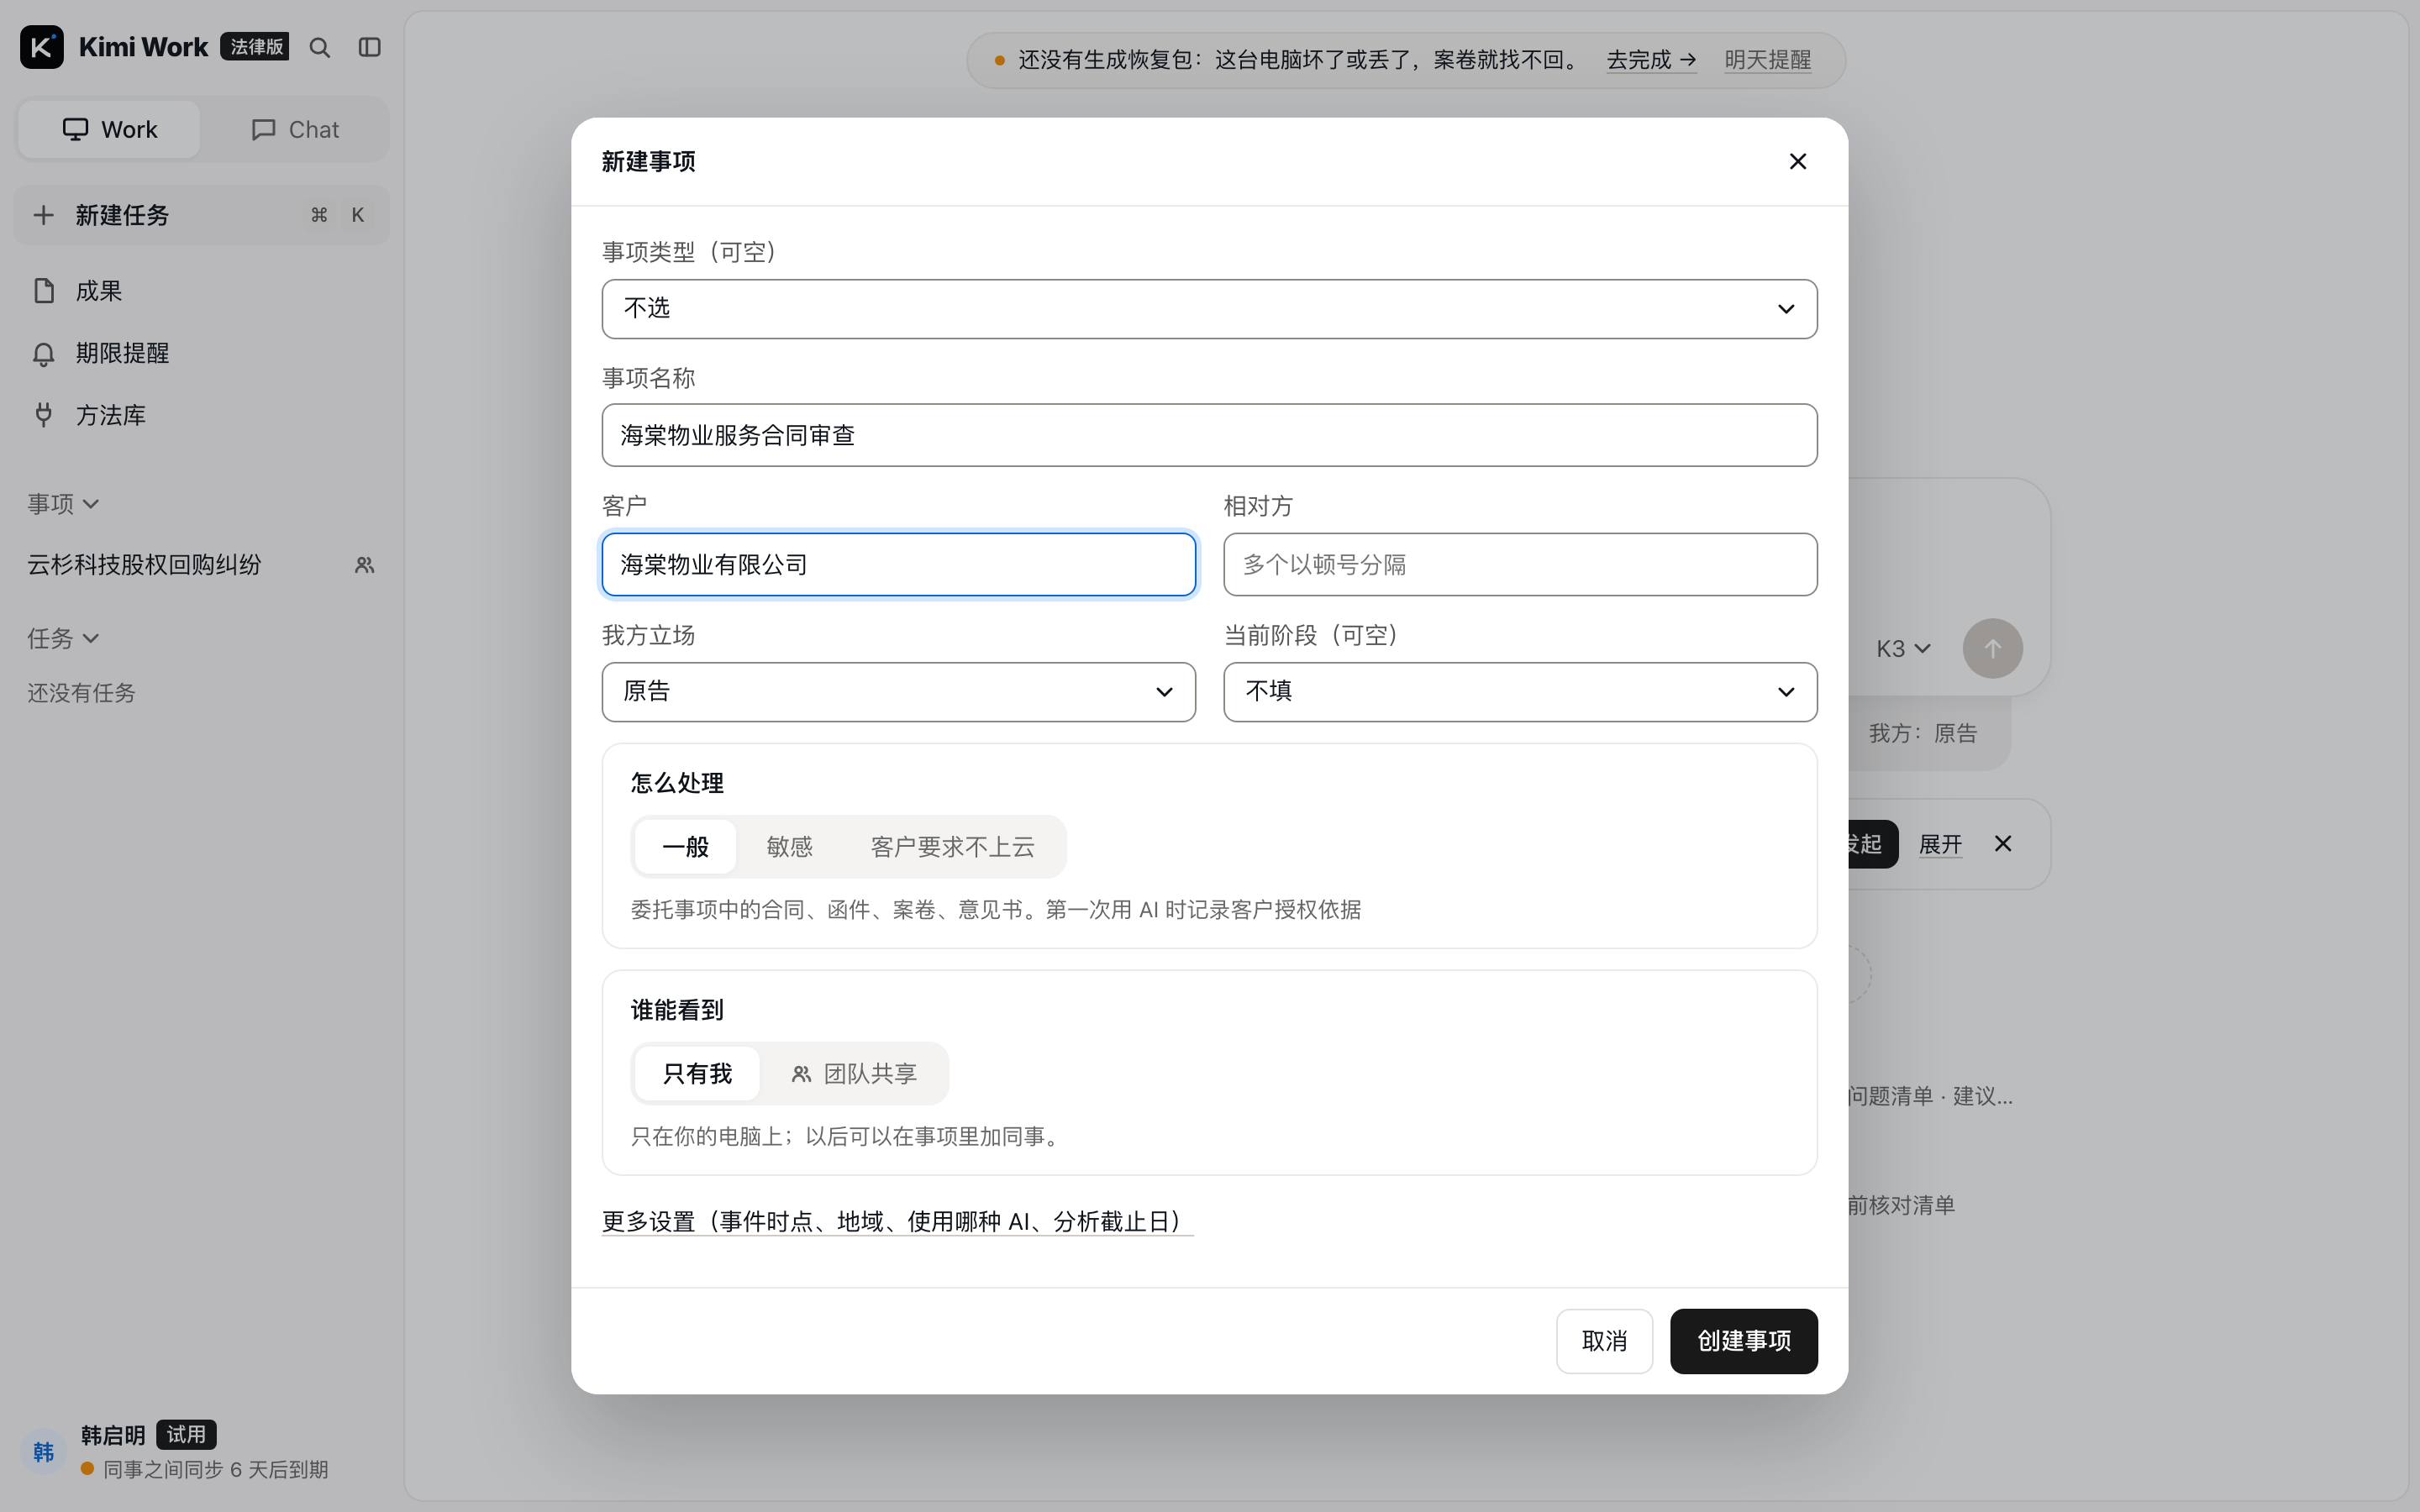 Kimi Work 法律版
Work
Chat
新建任务 ⌘ K
成果
期限提醒
方法库
事项
云杉科技股权回购纠纷
任务
还没有任务
韩
韩启明 试用
同事之间同步 6 天后到期
还没有生成恢复包：这台电脑坏了或丢了，案卷就找不回。 去完成 → 明天提醒
新建事项
事项类型（可空）
不选
事项名称
海棠物业服务合同审查
客户
相对方
海棠物业有限公司
多个以顿号分隔
我方立场
当前阶段（可空）
原告
不填
怎么处理
一般 敏感 客户要求不上云
委托事项中的合同、函件、案卷、意见书。第一次用 AI 时记录客户授权依据
谁能看到
只有我 团队共享
只在你的电脑上；以后可以在事项里加同事。
更多设置（事件时点、地域、使用哪种 AI、分析截止日）
取消 创建事项
K3
我方：原告
发起 展开
问题清单 · 建议...
前核对清单